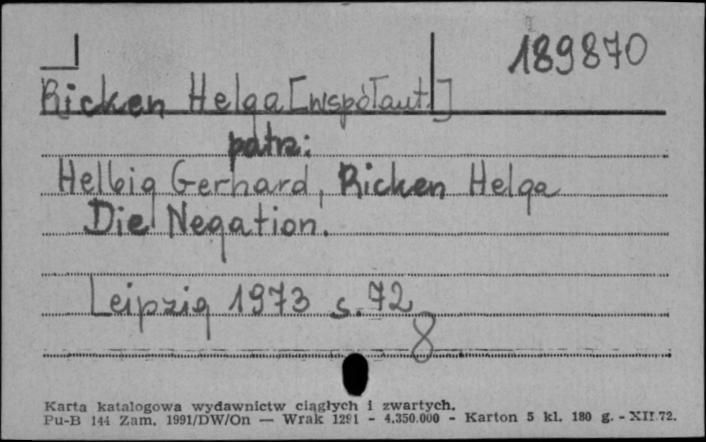 189870
Ricken Helga [współaut.]
patrz:
Helbig Gerhard, Ricken Helga
Die Negation.
Leipzig 1973 s. 72
8
Karta katalogowa wydawnictw ciągłych i zwartych.
Pu-B 144 Zam. 1991/DW/On — Wrak 1291 - 4.350.000 - Karton 5 kl. 180 g. - XII.72.